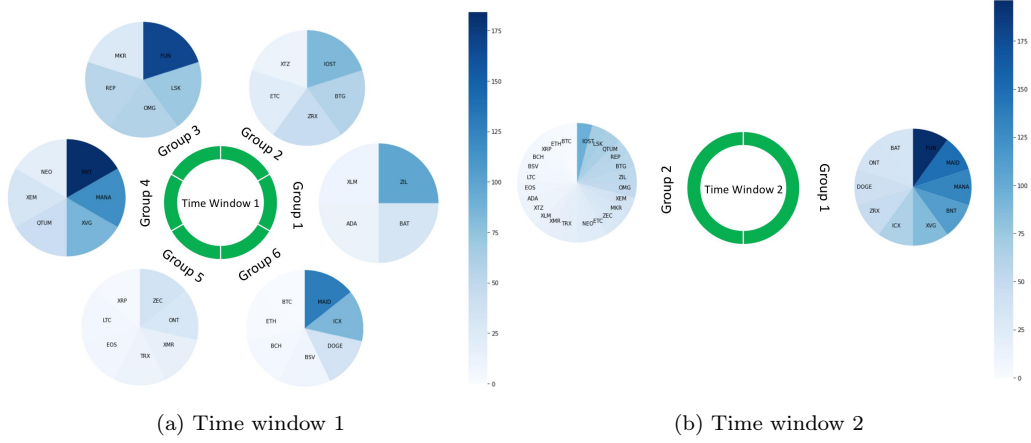 MKR
FUN
REP
LSK
OMG
Group 3
XTZ
IOST
ETC
BTG
ZRX
Group 2
NEO
XEM
MANA
QTUM
XVG
Group 4
Time Window 1
Group 1
XLM
ZIL
ADA
BAT
Group 5
XRP
ZEC
LTC
ONT
EOS
XMR
TRX
Group 6
BTC
MAID
ETH
ICX
BCH
DOGE
BSV
175
150
125
100
75
50
25
0
(a) Time window 1
BTC
IOST
ETH
LSK
XRP
QTUM
BCH
REP
BSV
BTG
LTC
ZIL
EOS
OMG
ADA
XEM
XTZ
MKR
XLM
ZEC
XMR
ETC
TRX
NEO
Group 2
Time Window 2
Group 1
BAT
FUN
ONT
MAID
DOGE
MANA
ZRX
BNT
ICX
XVG
175
150
125
100
75
50
25
0
(b) Time window 2